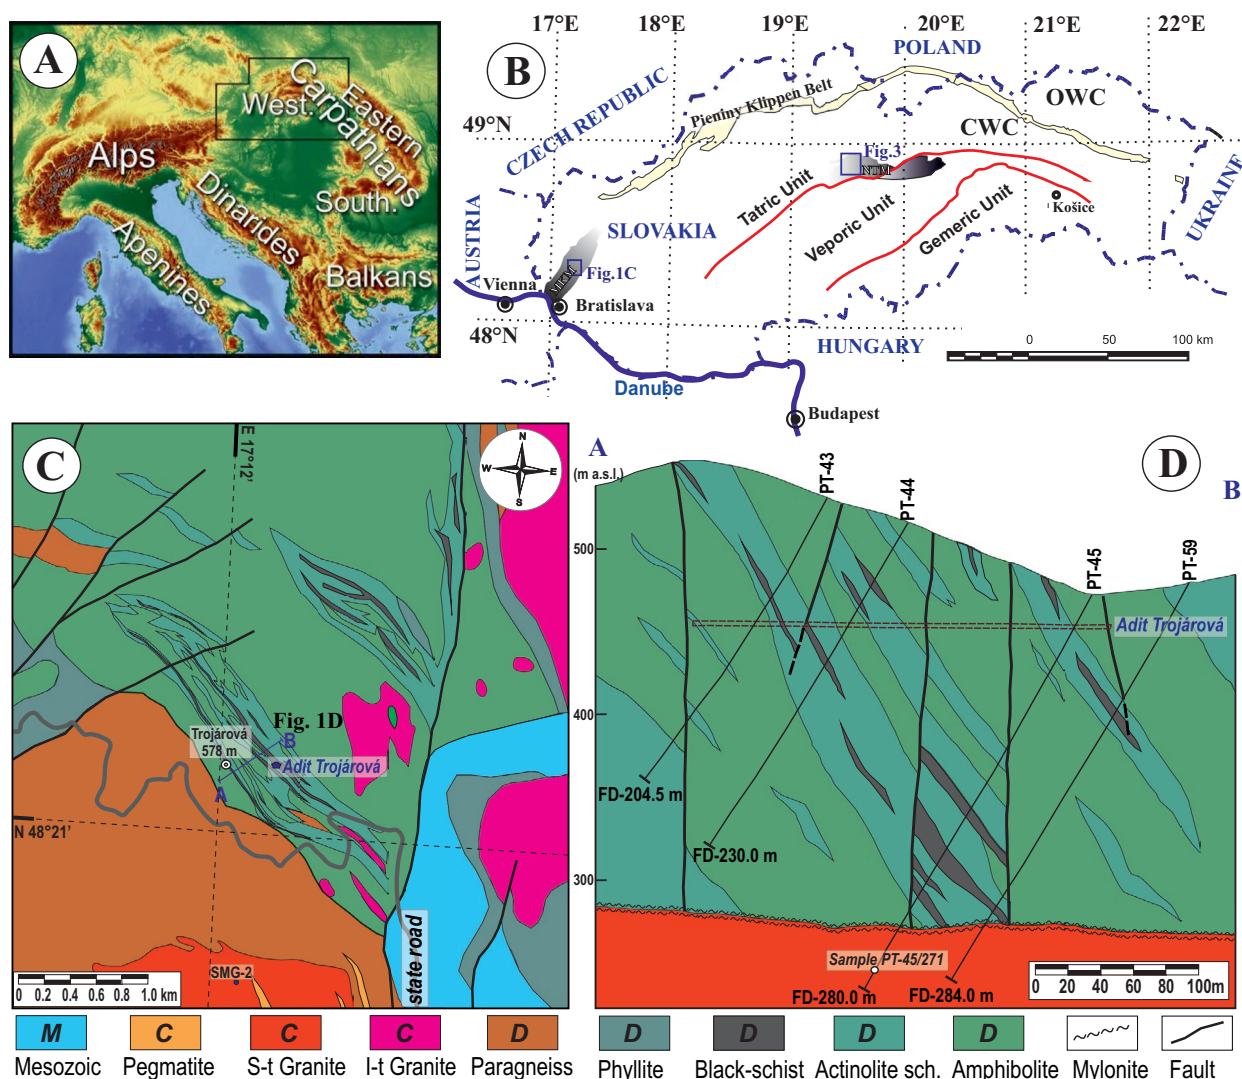 A
West.
Carpathians
Eastern
Alps
Dinarides
South.
Apenines
Balkans
B
17°E
18°E
19°E
20°E
21°E
22°E
POLAND
CZECH REPUBLIC
Pieniny Klippen Belt
OWC
CWC
49°N
Fig.3
NTM
Tatric Unit
Veporic Unit
Gemeric Unit
Košice
UKRAINE
AUSTRIA
SLOVAKIA
Fig.1C
MKM
Vienna
Bratislava
48°N
HUNGARY
0 50 100 km
Danube
Budapest
C
E 17°12'
N
W E
S
Fig. 1D
Trojárová
578 m
B
Adit Trojárová
A
N 48°21'
state road
SMG-2
0 0.2 0.4 0.6 0.8 1.0 km
A
(m a.s.l.)
D
B
PT-43
PT-44
PT-45
PT-59
500
Adit Trojárová
400
FD-204.5 m
FD-230.0 m
300
Sample PT-45/271
FD-280.0 m
FD-284.0 m
0 20 40 60 80 100m
M C C C D D D D D
Mesozoic Pegmatite S-t Granite I-t Granite Paragneiss Phyllite Black-schist Actinolite sch. Amphibolite Mylonite Fault